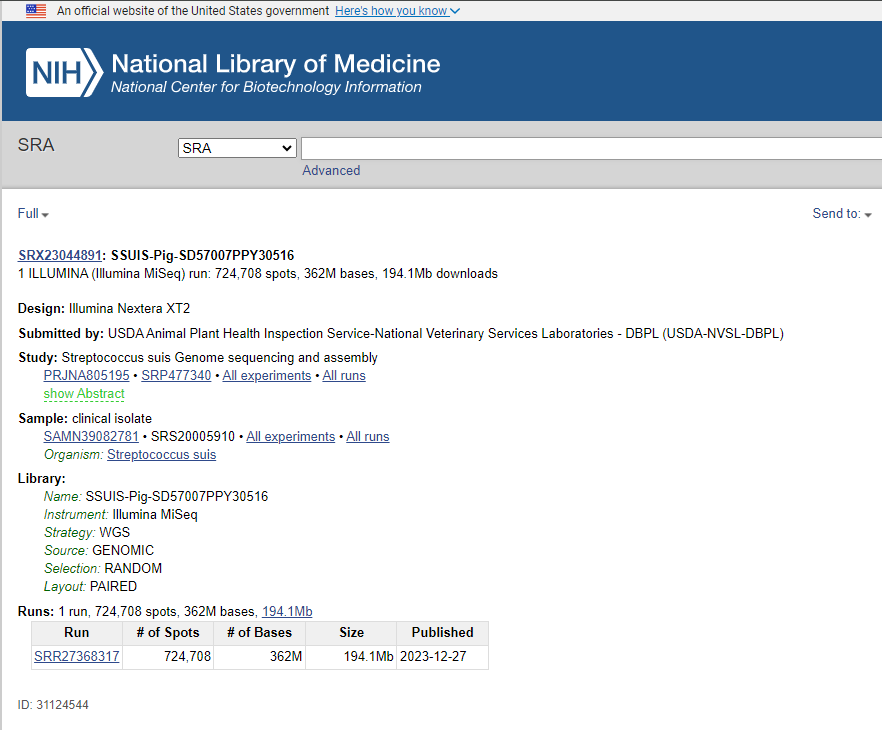 An official website of the United States government Here's how you know
NIH National Library of Medicine
National Center for Biotechnology Information
SRA SRA
Advanced
Full Send to:
SRX23044891: SSUIS-Pig-SD57007PPY30516
1 ILLUMINA (Illumina MiSeq) run: 724,708 spots, 362M bases, 194.1Mb downloads
Design: Illumina Nextera XT2
Submitted by: USDA Animal Plant Health Inspection Service-National Veterinary Services Laboratories - DBPL (USDA-NVSL-DBPL)
Study: Streptococcus suis Genome sequencing and assembly
PRJNA805195 • SRP477340 • All experiments • All runs
show Abstract
Sample: clinical isolate
SAMN39082781 • SRS20005910 • All experiments • All runs
Organism: Streptococcus suis
Library:
Name: SSUIS-Pig-SD57007PPY30516
Instrument: Illumina MiSeq
Strategy: WGS
Source: GENOMIC
Selection: RANDOM
Layout: PAIRED
Runs: 1 run, 724,708 spots, 362M bases, 194.1Mb
Run # of Spots # of Bases Size Published
SRR27368317 724,708 362M 194.1Mb 2023-12-27
ID: 31124544